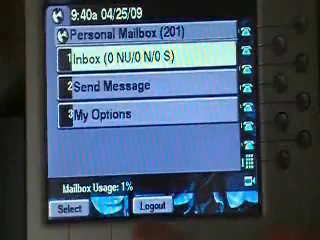 9:40a 04/25/09
Personal Mailbox (201)
1 Inbox (0 NU/0 N/0 S)
2 Send Message
3 My Options
Mailbox Usage: 1%
Select Logout